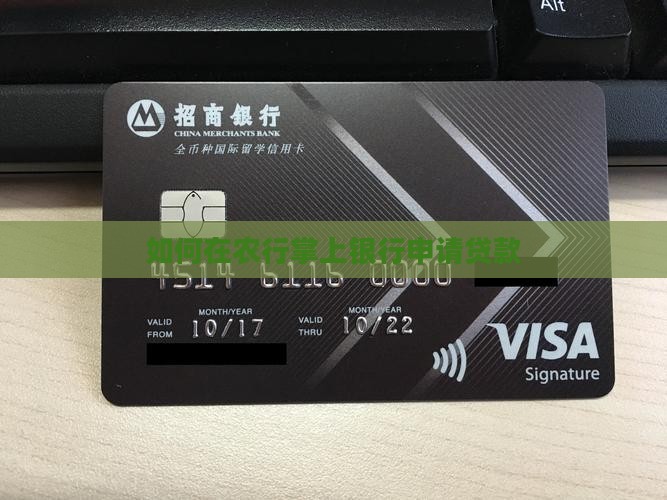 Alt
招商銀行
CHINA MERCHANTS BANK
全币种国际留学信用卡
如何在农行掌上银行申请贷款
4514 6116 0000
MONTH/YEAR MONTH/YEAR
VALID FROM 10/17 VALID THRU 10/22
VISA
Signature